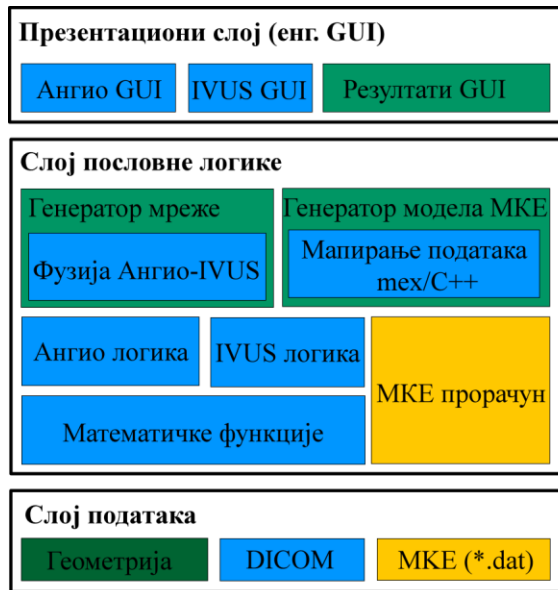 Презентациони слој (енг. GUI)
Ангио GUI
IVUS GUI
Резултати GUI
Слој пословне логике
Генератор мреже
Фузија Ангио-IVUS
Генератор модела МКЕ
Мапирање података
mex/C++
Ангио логика
IVUS логика
МКЕ прорачун
Математичке функције
Слој података
Геометрија
DICOM
МКЕ (*.dat)